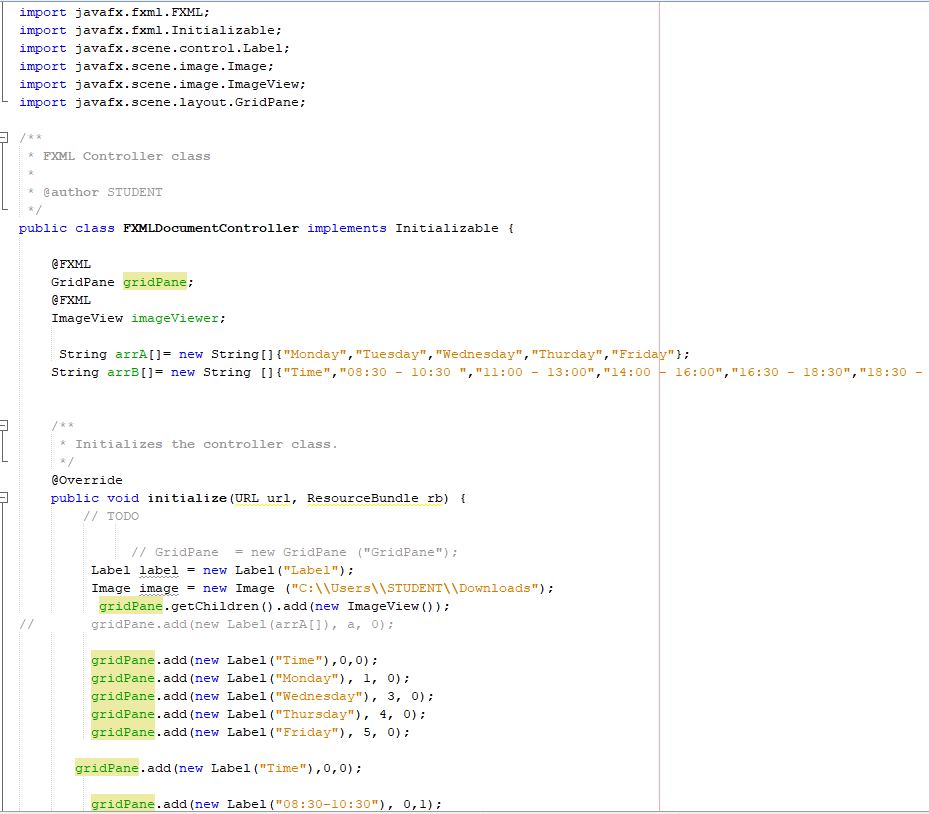 import javafx.fxml.FXML;
import javafx.fxml.Initializable;
import javafx.scene.control.Label;
import javafx.scene.image.Image;
import javafx.scene.image.ImageView;
import javafx.scene.layout.GridPane;
/**
* FXML Controller class
*
* @author STUDENT
*/
public class FXMLDocumentController implements Initializable {
@FXML
GridPane gridPane;
@FXML
ImageView imageViewer;
String arrA[]= new String[]{"Monday","Tuesday","Wednesday","Thurday","Friday"};
String arrB[]= new String []{"Time","08:30 - 10:30 ","11:00 - 13:00","14:00 - 16:00","16:30 - 18:30","18:30 -
/**
* Initializes the controller class.
*/
@Override
public void initialize(URL url, ResourceBundle rb) {
// TODO
// GridPane  = new GridPane ("GridPane");
Label label = new Label("Label");
Image image = new Image ("C:\\Users\\STUDENT\\Downloads");
gridPane.getChildren().add(new ImageView());
//       gridPane.add(new Label(arrA[]), a, 0);
gridPane.add(new Label("Time"),0,0);
gridPane.add(new Label("Monday"), 1, 0);
gridPane.add(new Label("Wednesday"), 3, 0);
gridPane.add(new Label("Thursday"), 4, 0);
gridPane.add(new Label("Friday"), 5, 0);
gridPane.add(new Label("Time"),0,0);
gridPane.add(new Label("08:30-10:30"), 0,1);